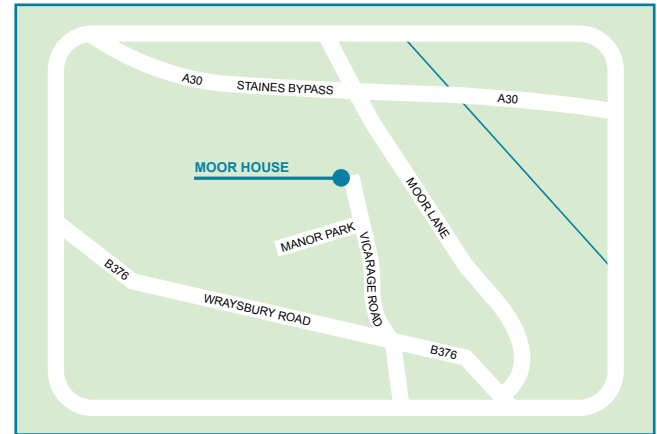 A30
STAINES BYPASS
A30
MOOR HOUSE
MOOR LANE
MANOR PARK
VICARAGE ROAD
B376
WRAYSBURY ROAD
B376